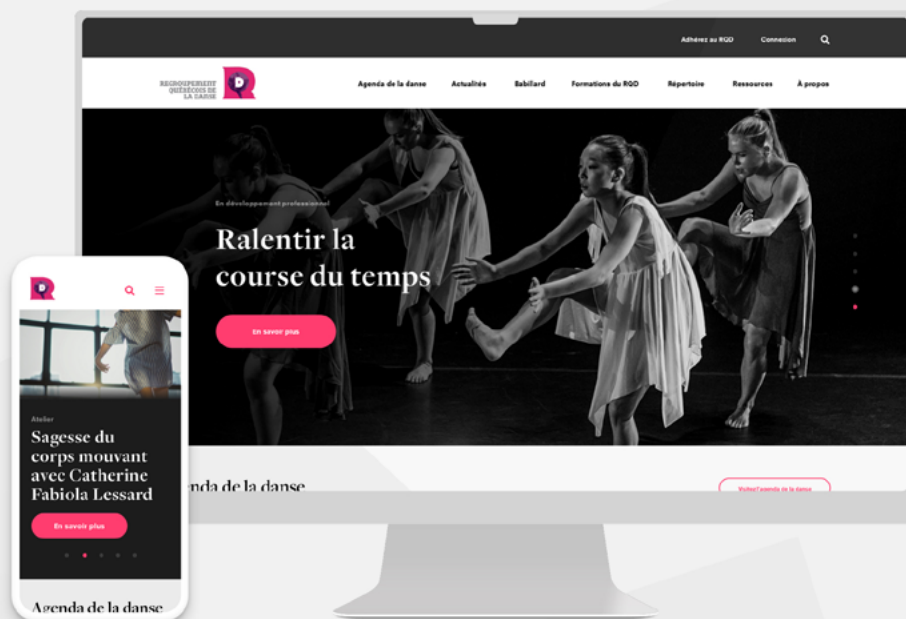 Adhérez au RQD Connexion
REGROUPEMENT
QUÉBÉCOIS DE
LA DANSE
RD
Agenda de la danse Actualités Babillard Formations du RQD Répertoire Ressources À propos
En développement professionnel
Ralentir la
course du temps
En savoir plus
nda de la danse
Visitez l'agenda de la danse
RD
Atelier
Sagesse du
corps mouvant
avec Catherine
Fabiola Lessard
En savoir plus
Agenda de la danse